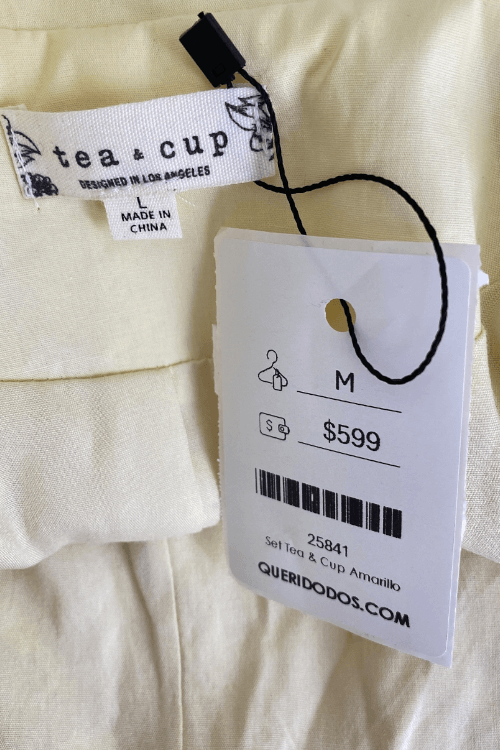 tea & cup
DESIGNED IN LOS ANGELES
L
MADE IN
CHINA
M
$
$599
25841
Set Tea & Cup Amarillo
QUERIDODOS.COM